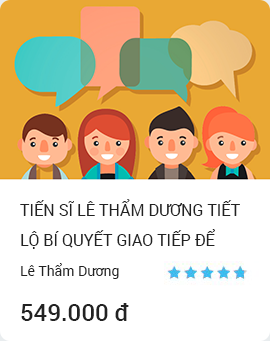 TIẾN SĨ LÊ THẨM DƯƠNG TIẾT
LỘ BÍ QUYẾT GIAO TIẾP ĐỂ
Lê Thẩm Dương
549.000 đ